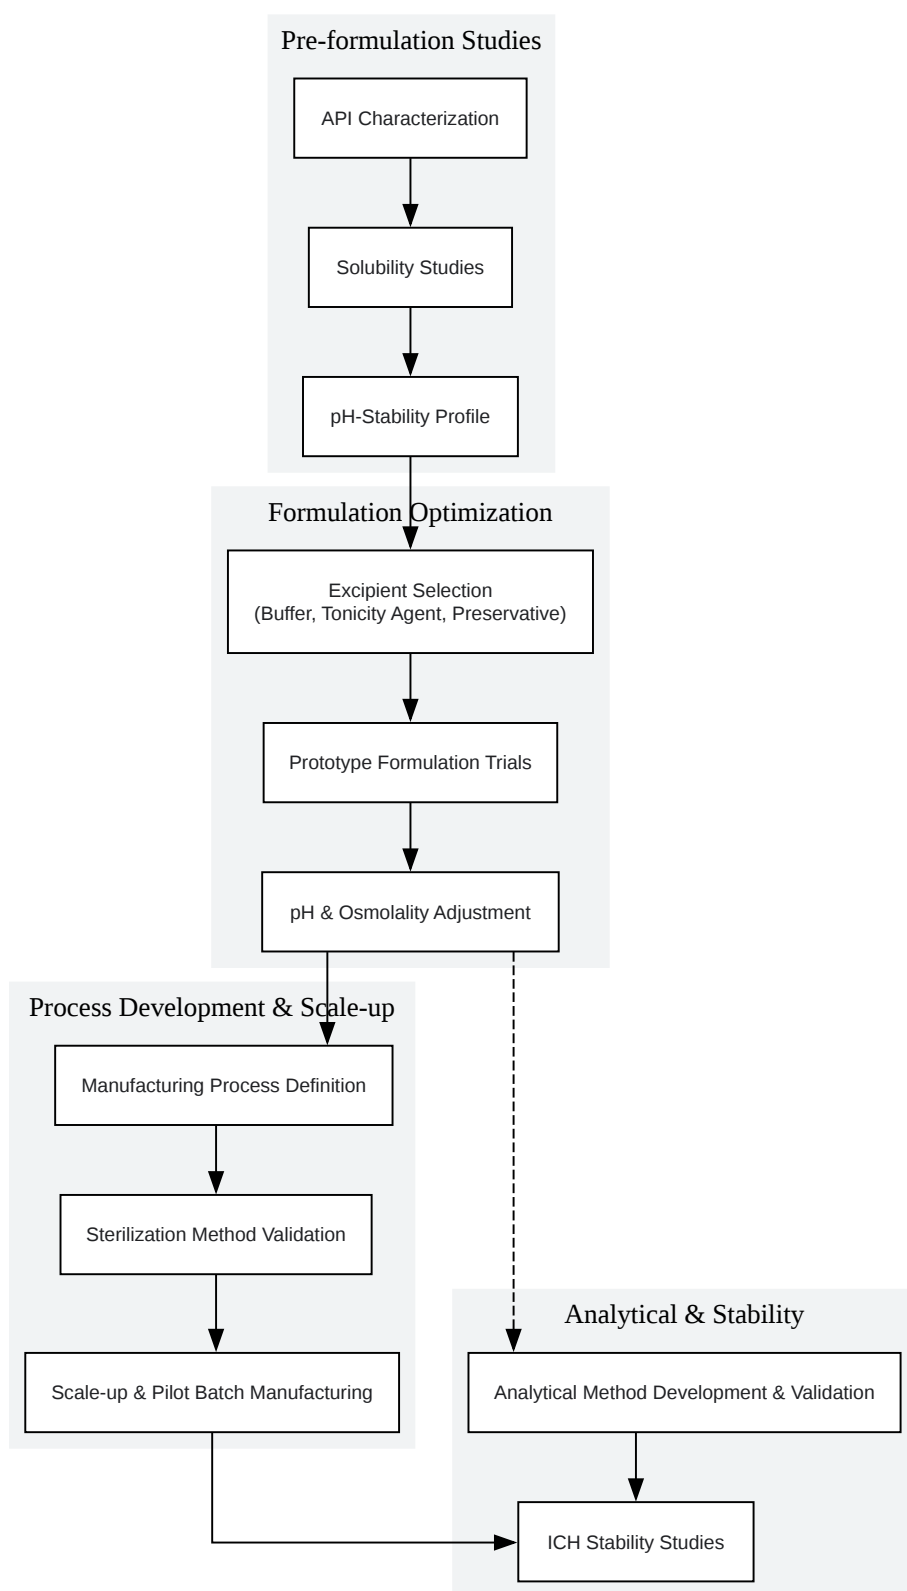 Pre-formulation Studies
API Characterization
Solubility Studies
pH-Stability Profile
Formulation Optimization
Excipient Selection
(Buffer, Tonicity Agent, Preservative)
Prototype Formulation Trials
pH & Osmolality Adjustment
Process Development & Scale-up
Manufacturing Process Definition
Sterilization Method Validation
Scale-up & Pilot Batch Manufacturing
Analytical & Stability
Analytical Method Development & Validation
ICH Stability Studies